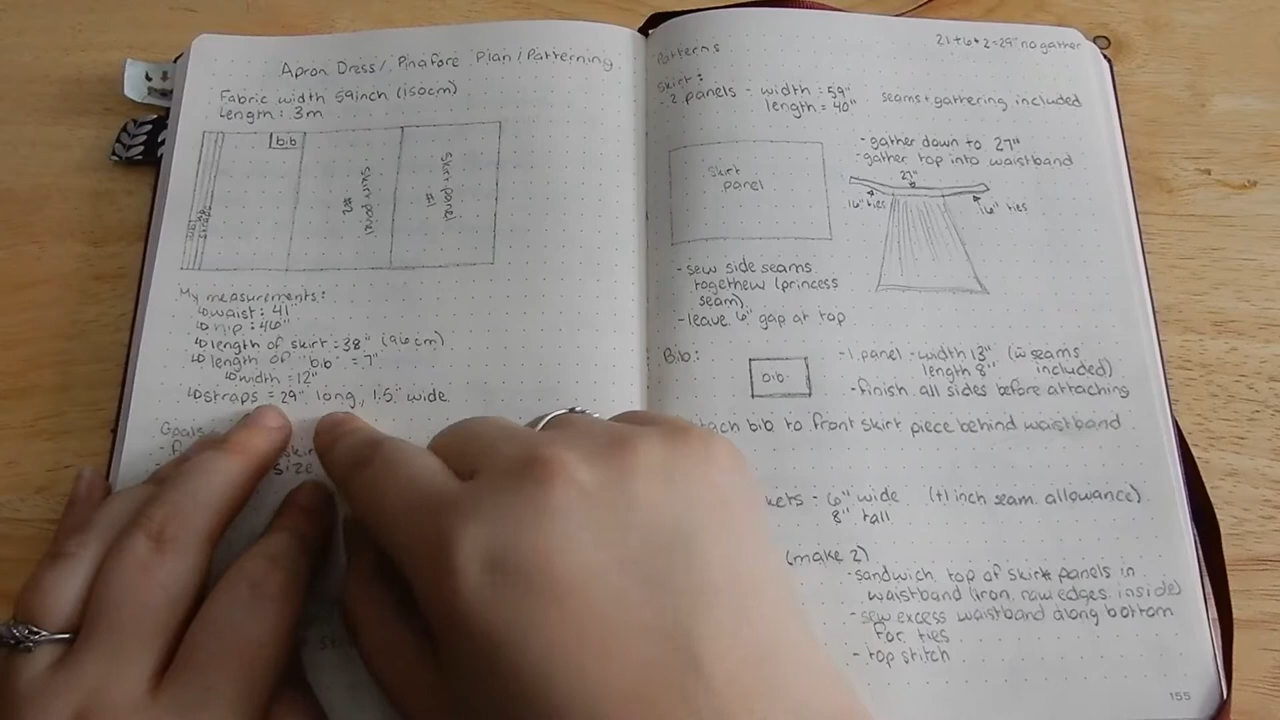 Apron Dress/ Pinafore Plan/Patterning
Fabric width 59inch (150cm)
Length: 3m
bib
skirt panel #2
skirt panel #1
straps
My measurements:
↳waist: 41"
↳hip: 46"
↳length of skirt = 38" (96cm)
↳length of "bib" = 7"
↳width = 12"
↳straps = 29" long, 1.5" wide
Goals
size
21+6+2=29" no gather
Patterns
skirt:
- 2 panels - width = 59"
length = 40"
seams + gathering included
skirt panel
- gather down to 27"
- gather top into waistband
27"
16" ties
16" ties
- sew side seams
togethew (princess
seam)
- leave 6" gap at top
Bib:
bib
- 1 panel - width 13" (w seams
length 8" included)
- finish all sides before attaching
tach bib to front skirt piece behind waistband
kets - 6" wide (+1 inch seam allowance)
8" tall
(make 2)
- sandwich top of skirt panels in
waistband (iron raw edges inside)
- sew excess waistband along bottom
for ties
- top stitch
155